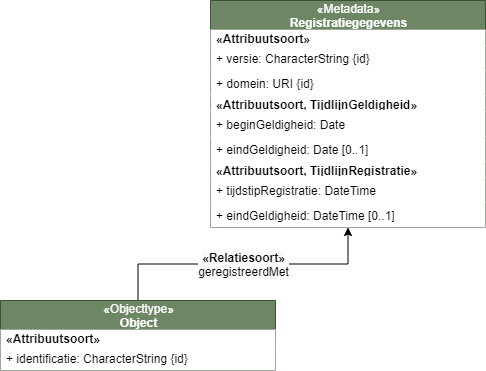 «Metadata»
Registratiegegevens
«Attribuutsoort»
+ versie: CharacterString {id}
+ domein: URI {id}
«Attribuutsoort, TijdlijnGeldigheid»
+ beginGeldigheid: Date
+ eindGeldigheid: Date [0..1]
«Attribuutsoort, TijdlijnRegistratie»
+ tijdstipRegistratie: DateTime
+ eindGeldigheid: DateTime [0..1]
«Relatiesoort»
geregistreerdMet
«Objecttype»
Object
«Attribuutsoort»
+ identificatie: CharacterString {id}